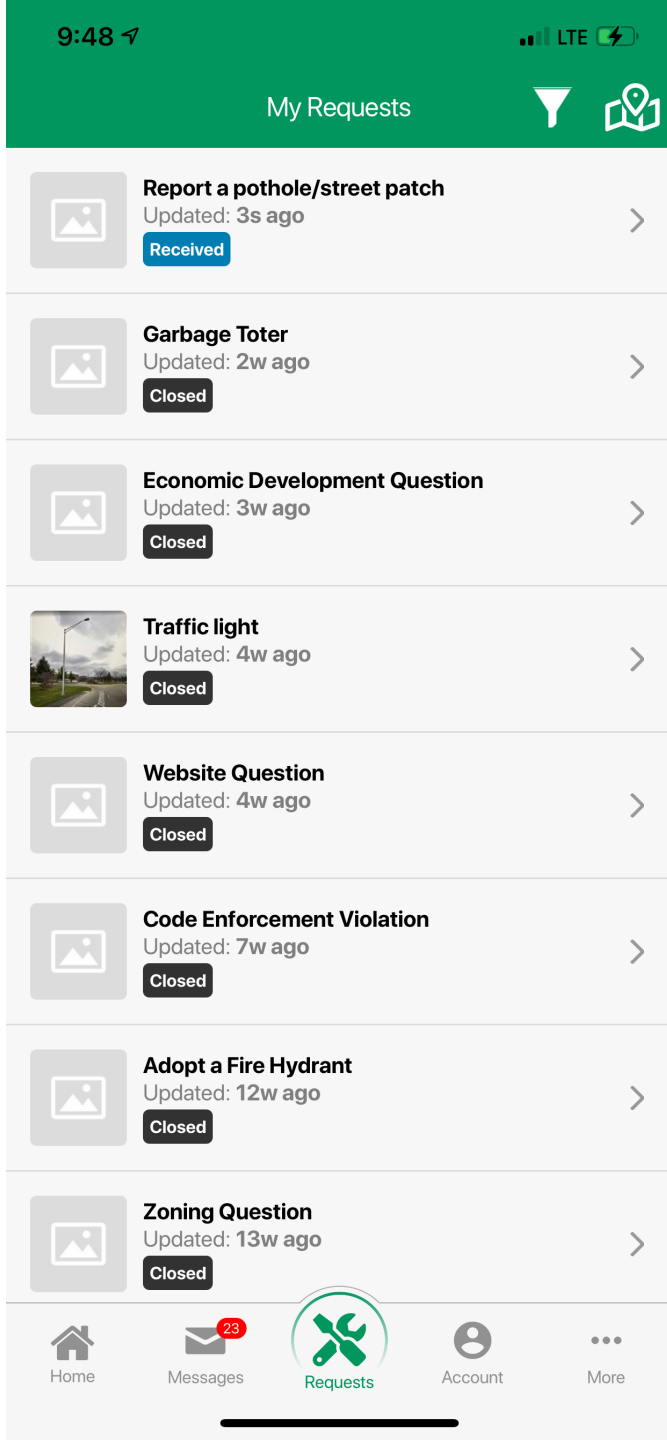 9:48
LTE
My Requests
Report a pothole/street patch
Updated: 3s ago
Received
Garbage Toter
Updated: 2w ago
Closed
Economic Development Question
Updated: 3w ago
Closed
Traffic light
Updated: 4w ago
Closed
Website Question
Updated: 4w ago
Closed
Code Enforcement Violation
Updated: 7w ago
Closed
Adopt a Fire Hydrant
Updated: 12w ago
Closed
Zoning Question
Updated: 13w ago
Closed
23
Home
Messages
Requests
Account
More